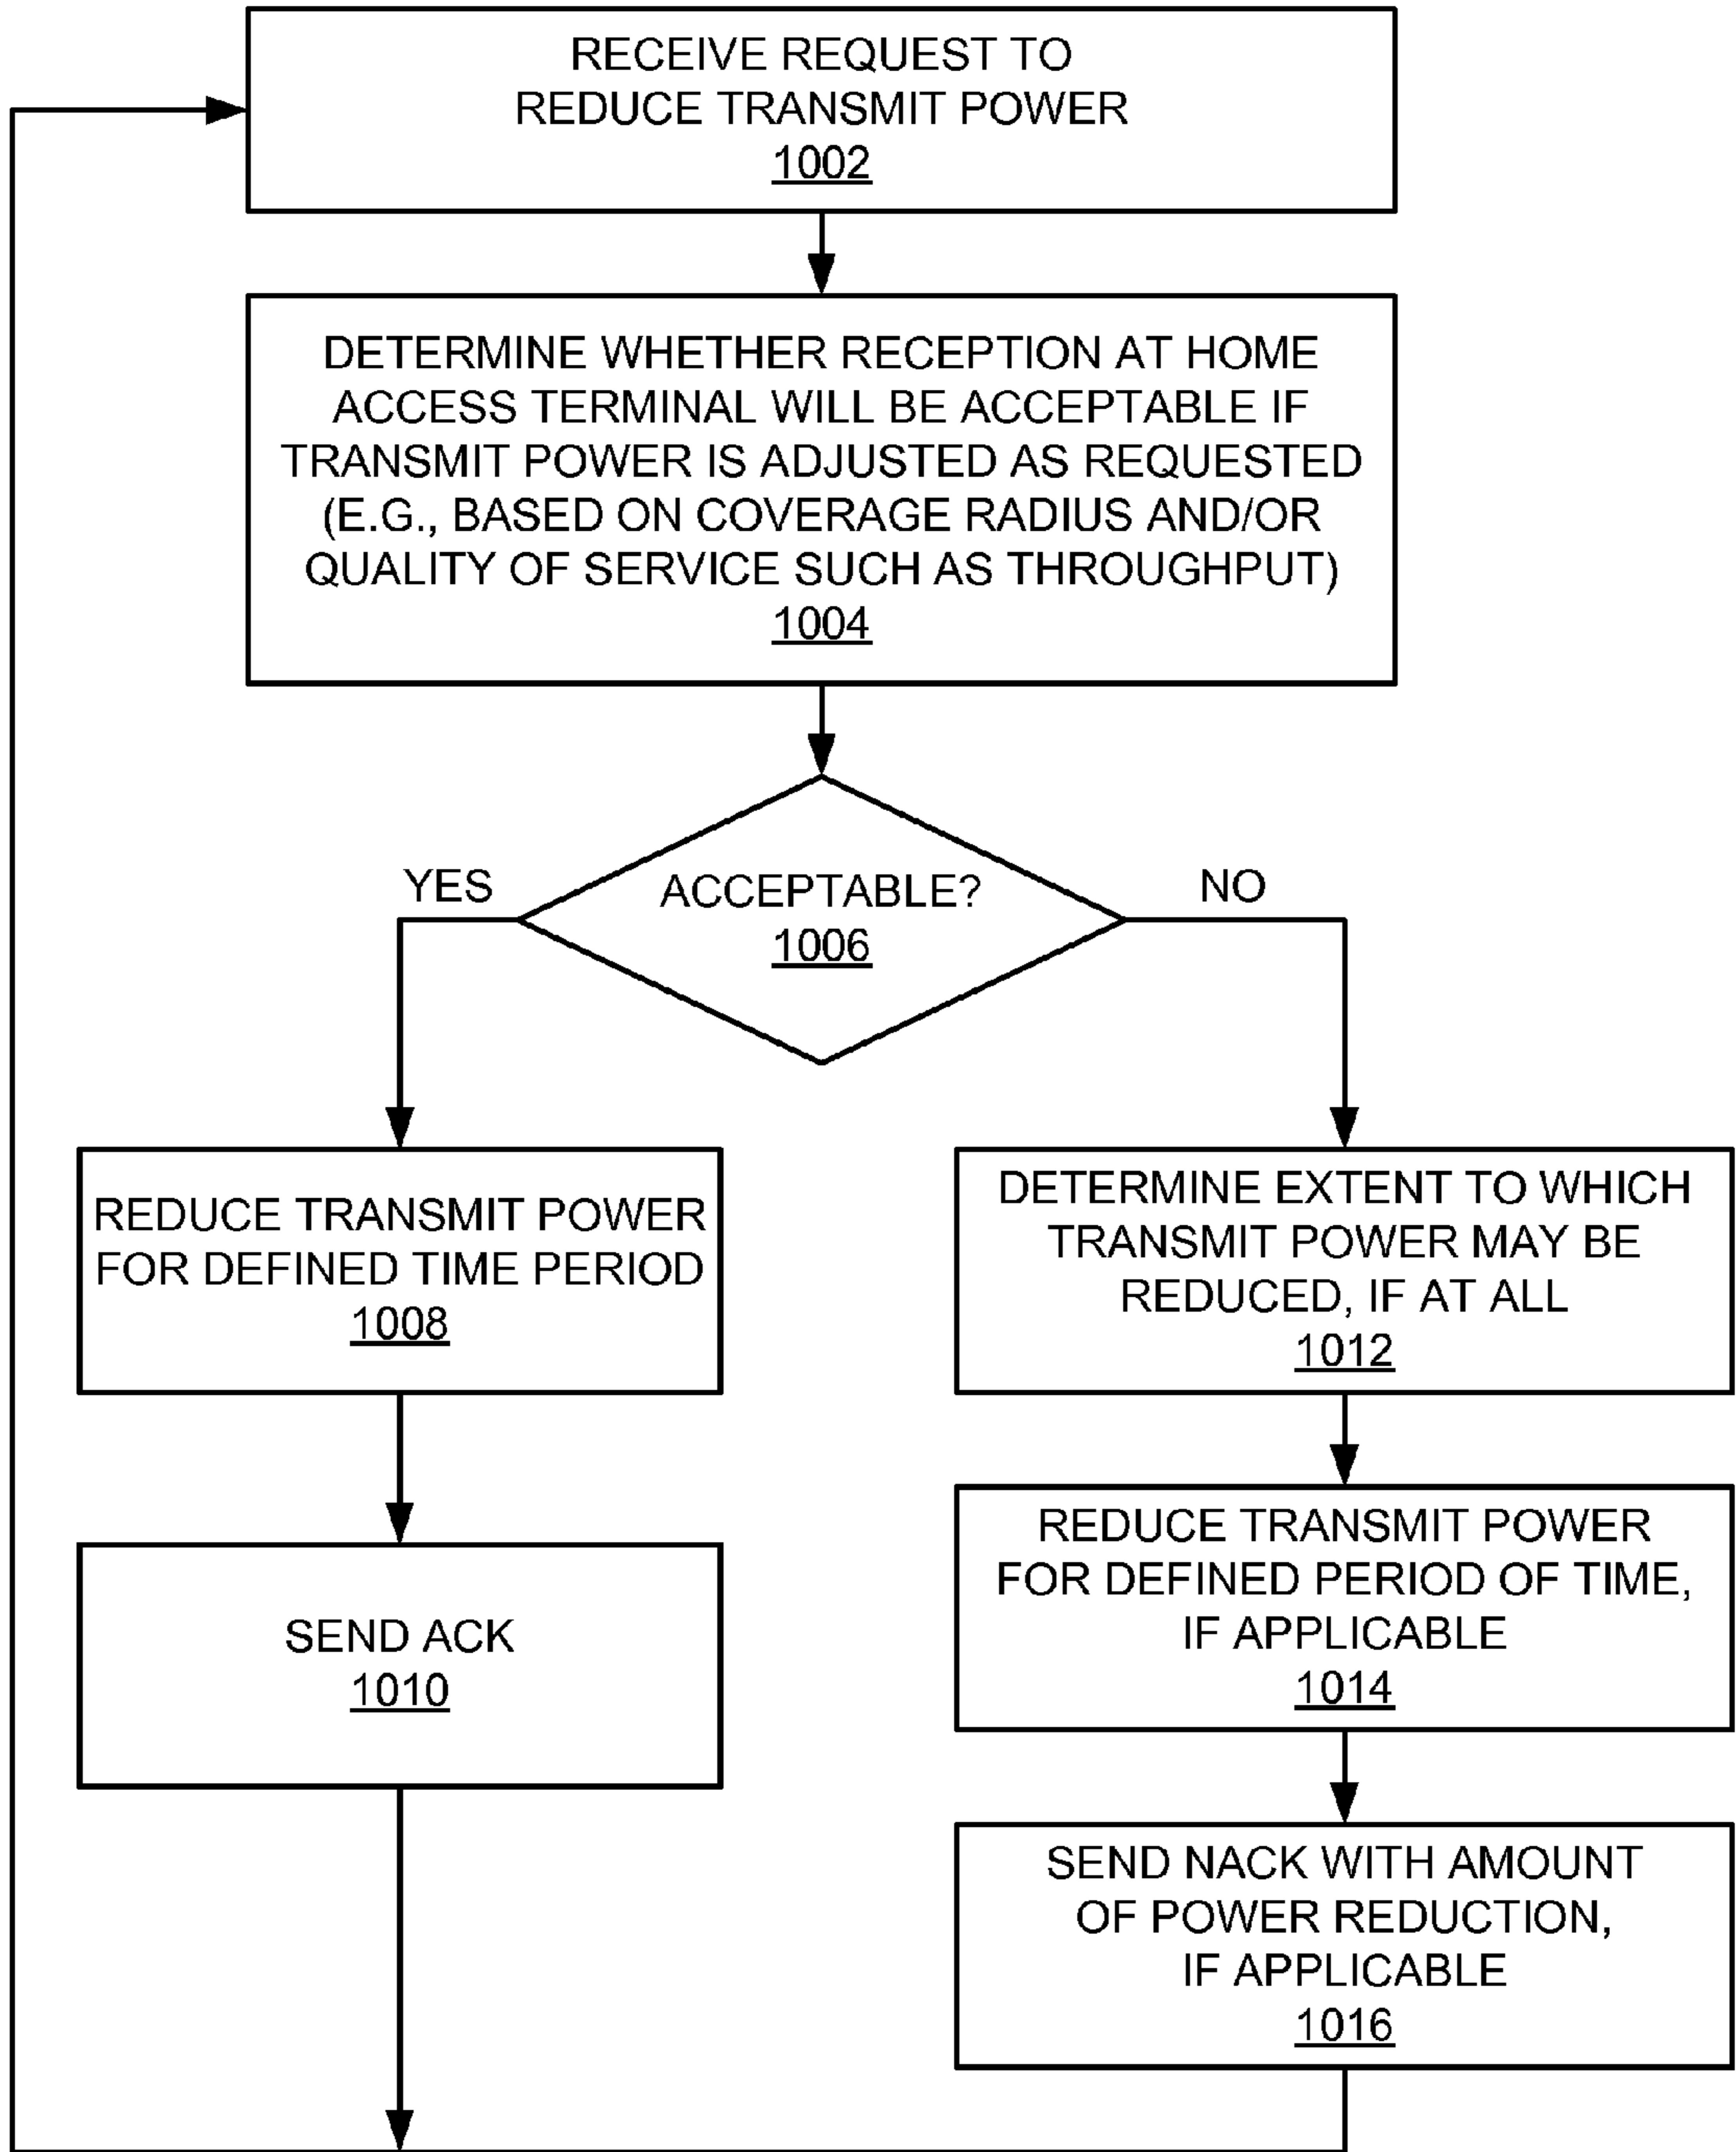 RECEIVE REQUEST TO
REDUCE TRANSMIT POWER
1002
DETERMINE WHETHER RECEPTION AT HOME
ACCESS TERMINAL WILL BE ACCEPTABLE IF
TRANSMIT POWER IS ADJUSTED AS REQUESTED
(E.G., BASED ON COVERAGE RADIUS AND/OR
QUALITY OF SERVICE SUCH AS THROUGHPUT)
1004
YES
ACCEPTABLE?
1006
NO
REDUCE TRANSMIT POWER
FOR DEFINED TIME PERIOD
1008
SEND ACK
1010
DETERMINE EXTENT TO WHICH
TRANSMIT POWER MAY BE
REDUCED, IF AT ALL
1012
REDUCE TRANSMIT POWER
FOR DEFINED PERIOD OF TIME,
IF APPLICABLE
1014
SEND NACK WITH AMOUNT
OF POWER REDUCTION,
IF APPLICABLE
1016